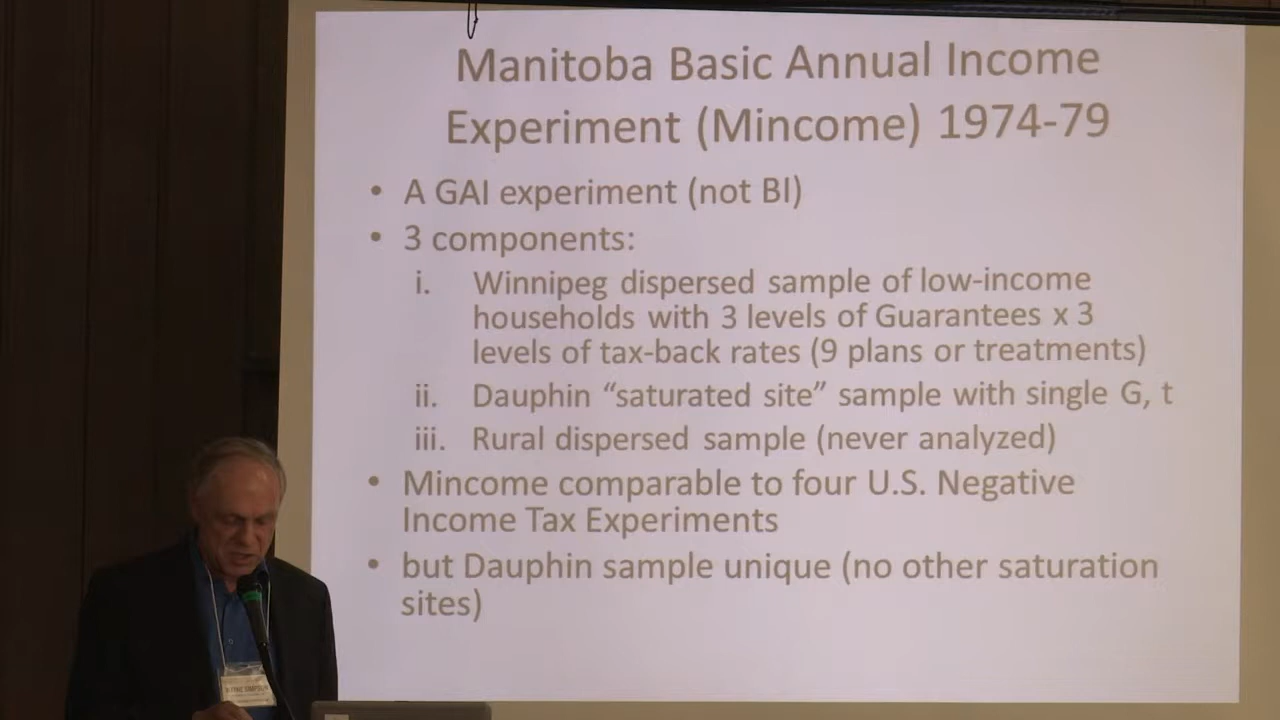 Manitoba Basic Annual Income
Experiment (Mincome) 1974-79
• A GAI experiment (not BI)
• 3 components:
i. Winnipeg dispersed sample of low-income
households with 3 levels of Guarantees x 3
levels of tax-back rates (9 plans or treatments)
ii. Dauphin “saturated site” sample with single G, t
iii. Rural dispersed sample (never analyzed)
• Mincome comparable to four U.S. Negative
Income Tax Experiments
• but Dauphin sample unique (no other saturation
sites)
WAYNE SIMPSON